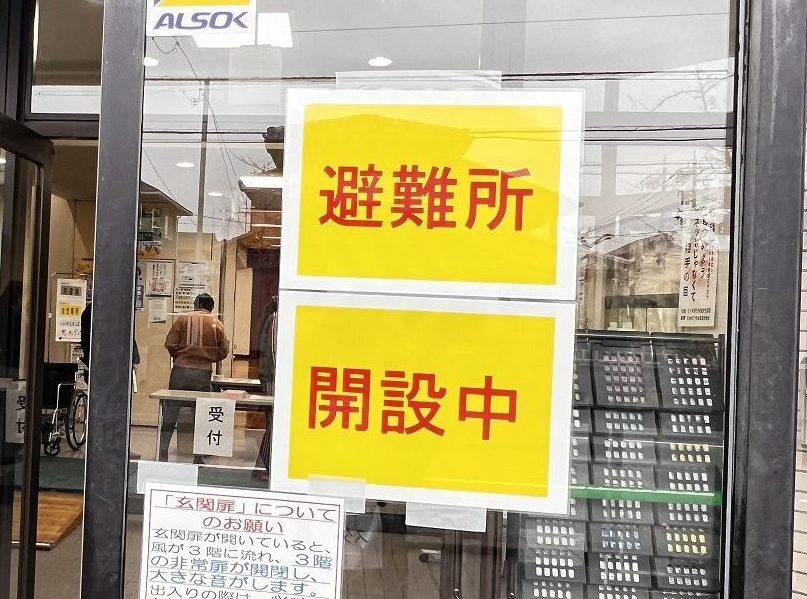 ALSOK
避難所
開設中
受付
「玄関扉」について
のお願い
玄関扉が開いていると、
風が3階に流れ、3階
の非常扉が開閉し、
大きな音がします。